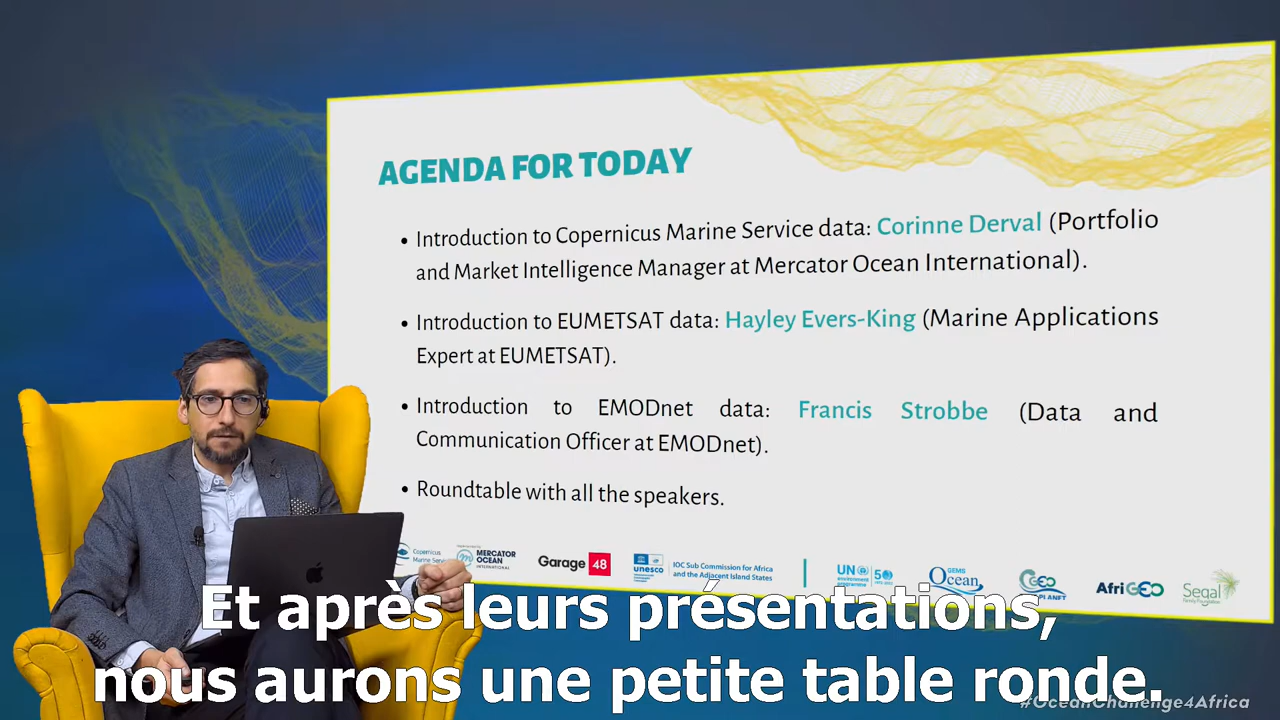 AGENDA FOR TODAY
• Introduction to Copernicus Marine Service data: Corinne Derval (Portfolio
and Market Intelligence Manager at Mercator Ocean International).
• Introduction to EUMETSAT data: Hayley Evers-King (Marine Applications
Expert at EUMETSAT).
• Introduction to EMODnet data: Francis Strobbe (Data and
Communication Officer at EMODnet).
• Roundtable with all the speakers.
Copernicus
Marine Service
MERCATOR
OCEAN
INTERNATIONAL
Garage 48
unesco
IOC Sub Commission for Africa
and the Adjacent Island States
UN
environment
programme
50
GEMS
Ocean
GEO
AfriGEO
Segal
Family Foundation
Et après leurs présentations,
nous aurons une petite table ronde.
#OceanChallenge4Africa